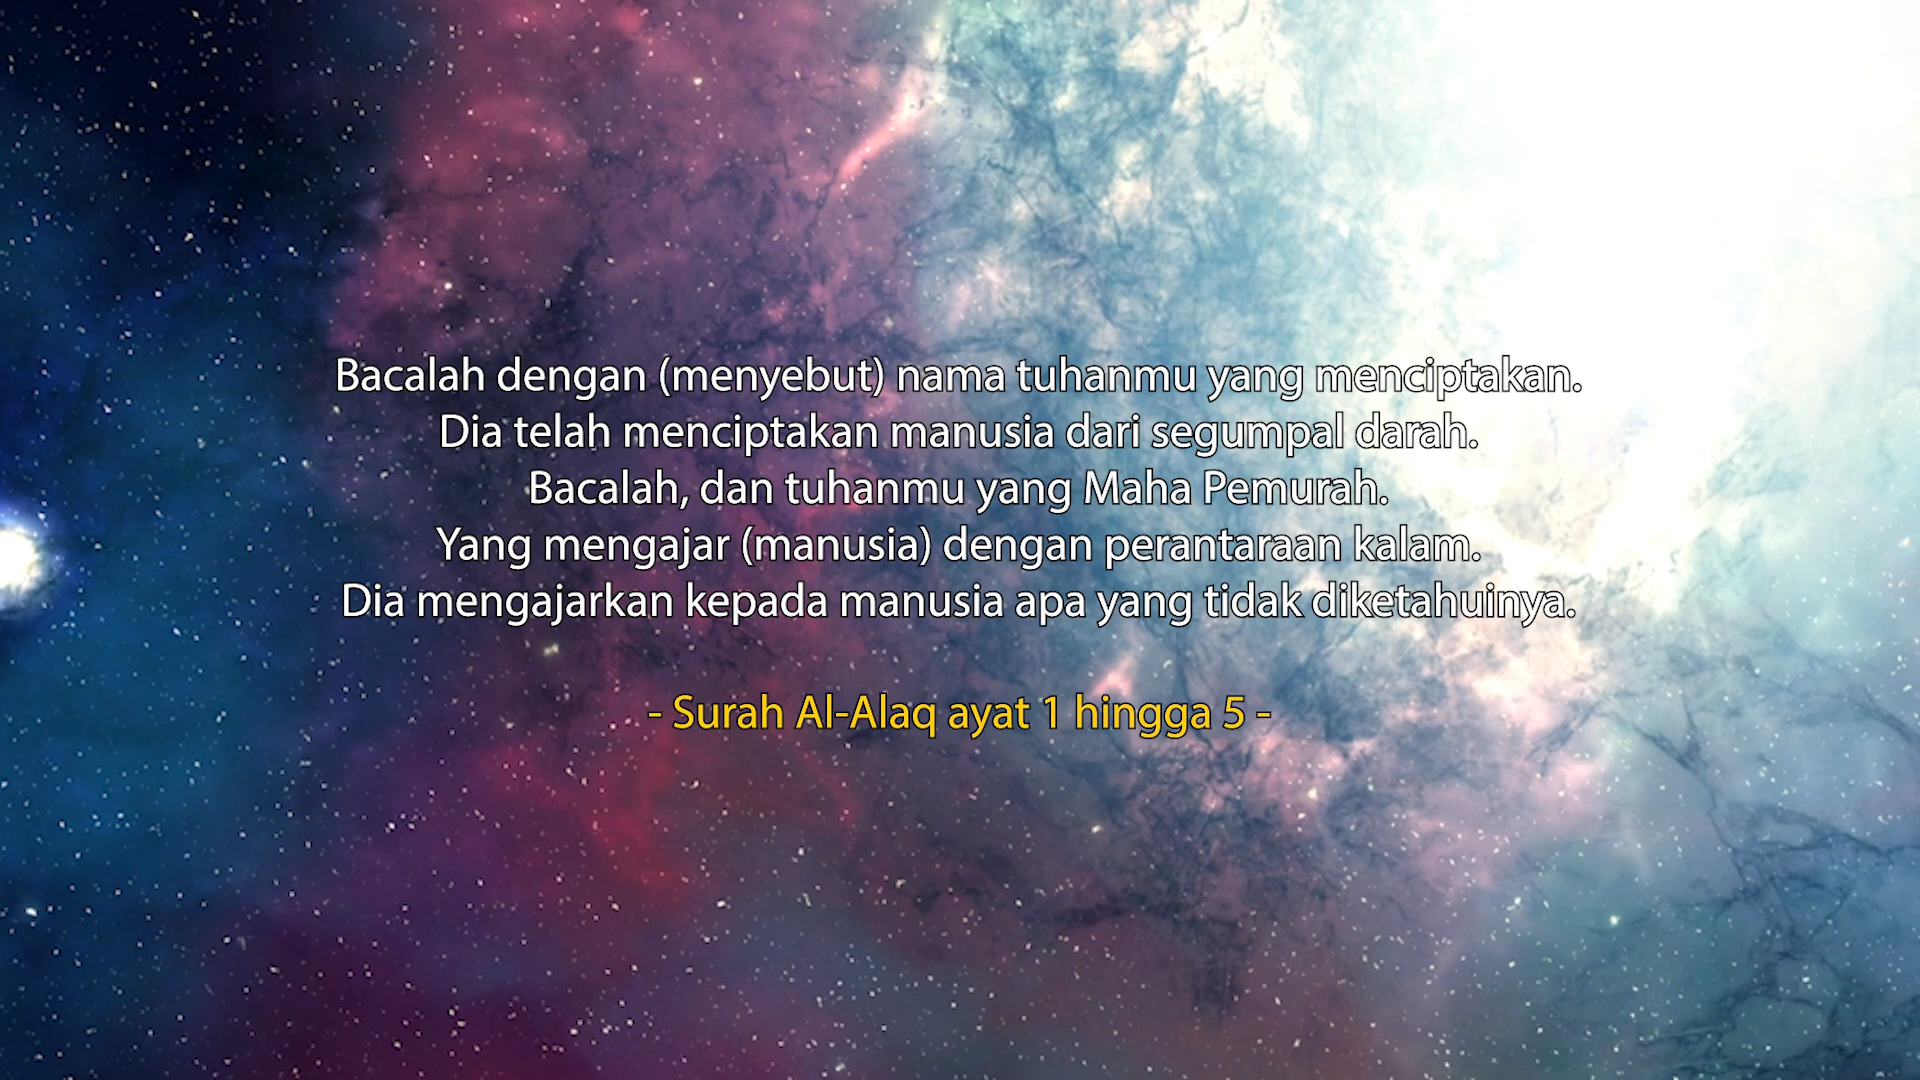 Bacalah dengan (menyebut) nama tuhanmu yang menciptakan.
Dia telah menciptakan manusia dari segumpal darah.
Bacalah, dan tuhanmu yang Maha Pemurah.
Yang mengajar (manusia) dengan perantaraan kalam.
Dia mengajarkan kepada manusia apa yang tidak diketahuinya.
- Surah Al-Alaq ayat 1 hingga 5 -